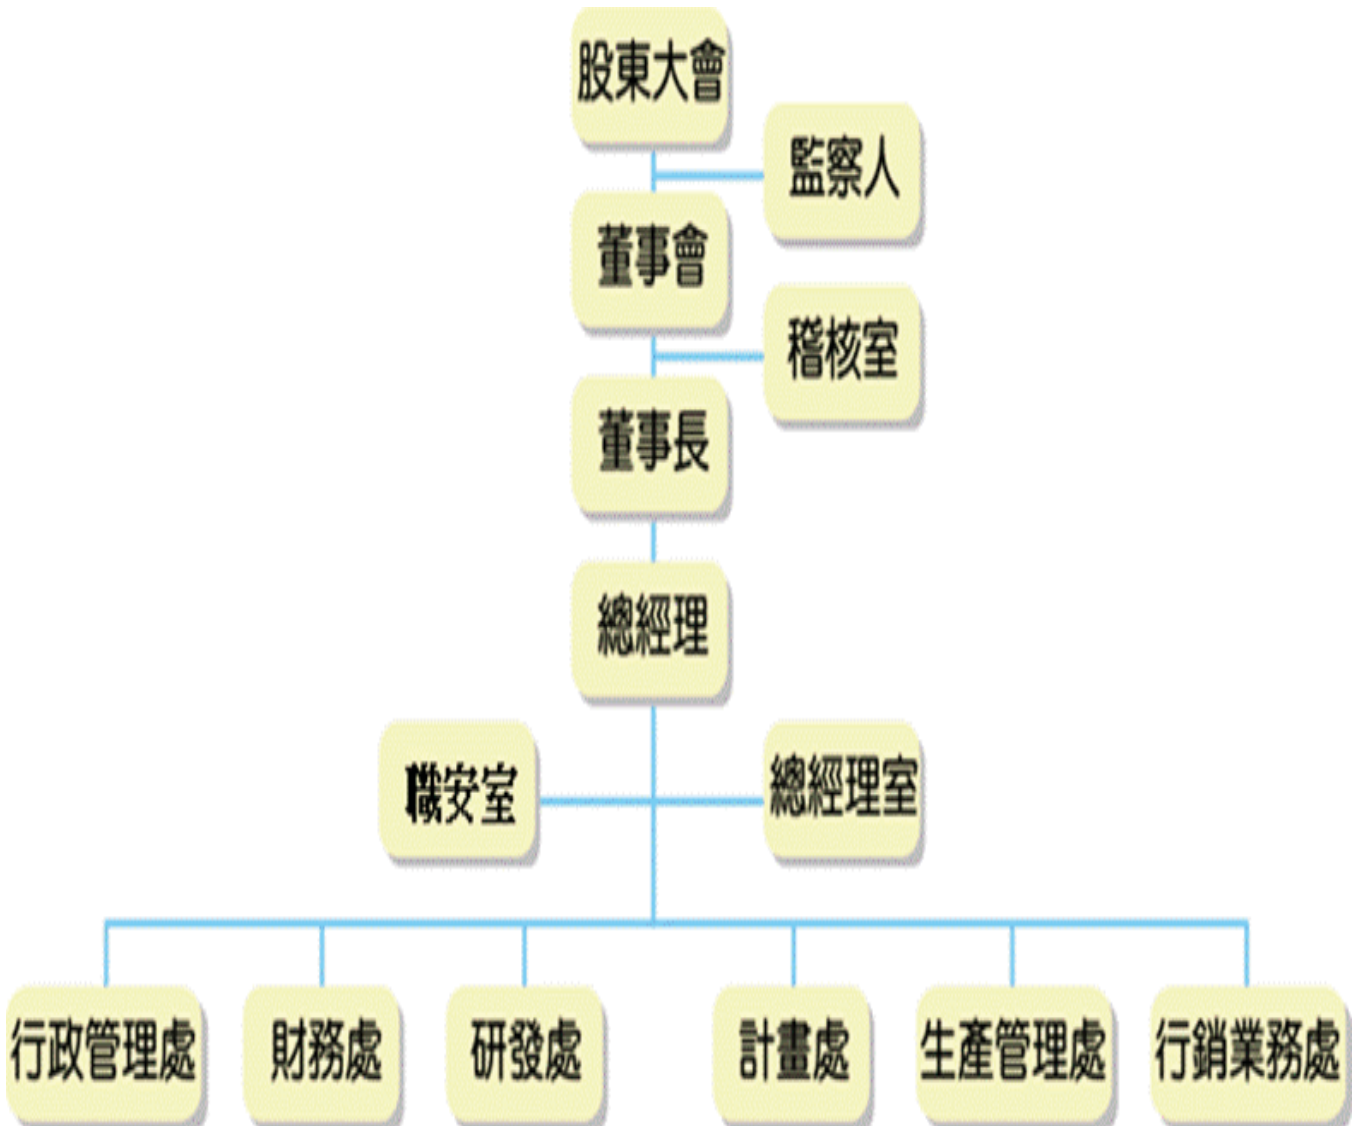 股東大會
監察人
董事會
稽核室
董事長
總經理
職安室
總經理室
行政管理處
財務處
研發處
計畫處
生產管理處
行銷業務處